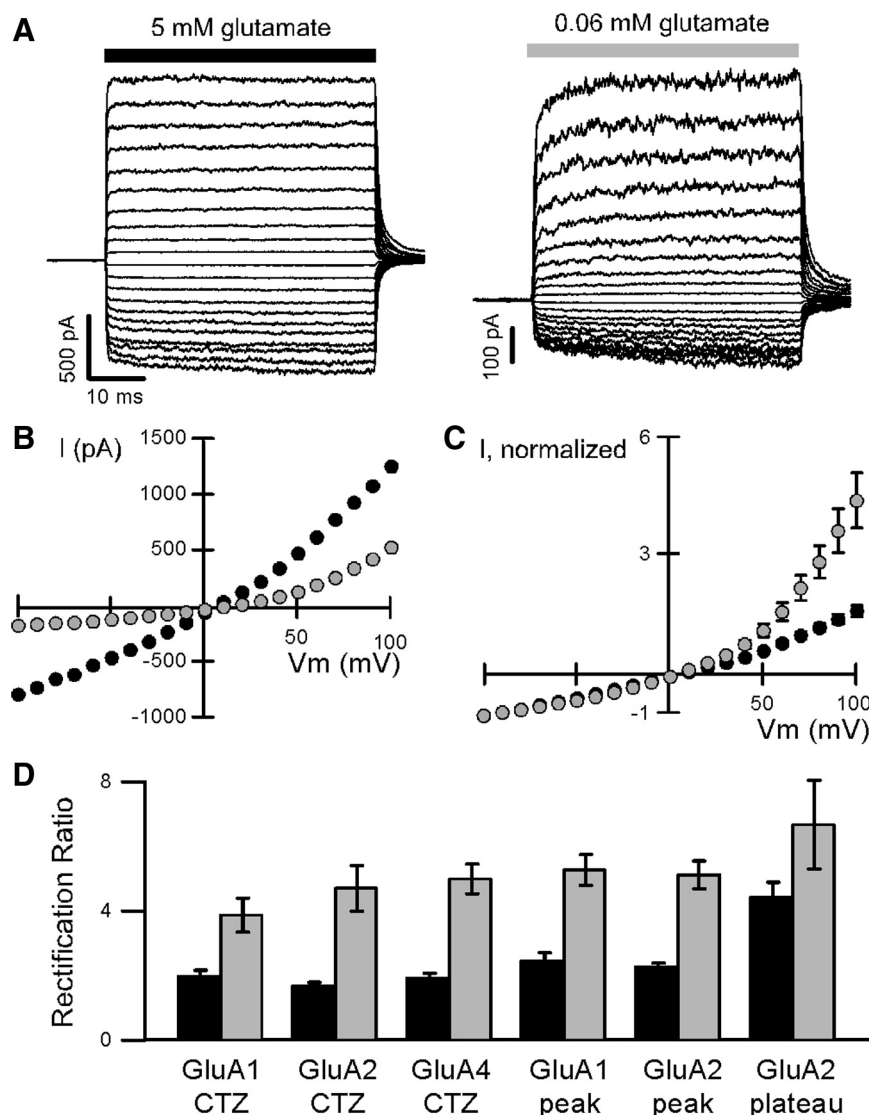 A
5 mM glutamate
0.06 mM glutamate
500 pA
10 ms
100 pA
B
I (pA)
1500
1000
500
-500
-1000
50
100
Vm (mV)
C
I, normalized
6
3
-1
50
100
Vm (mV)
D
Rectification Ratio
8
4
0
GluA1 GluA2 GluA4 GluA1 GluA2 GluA2
CTZ CTZ CTZ peak peak plateau